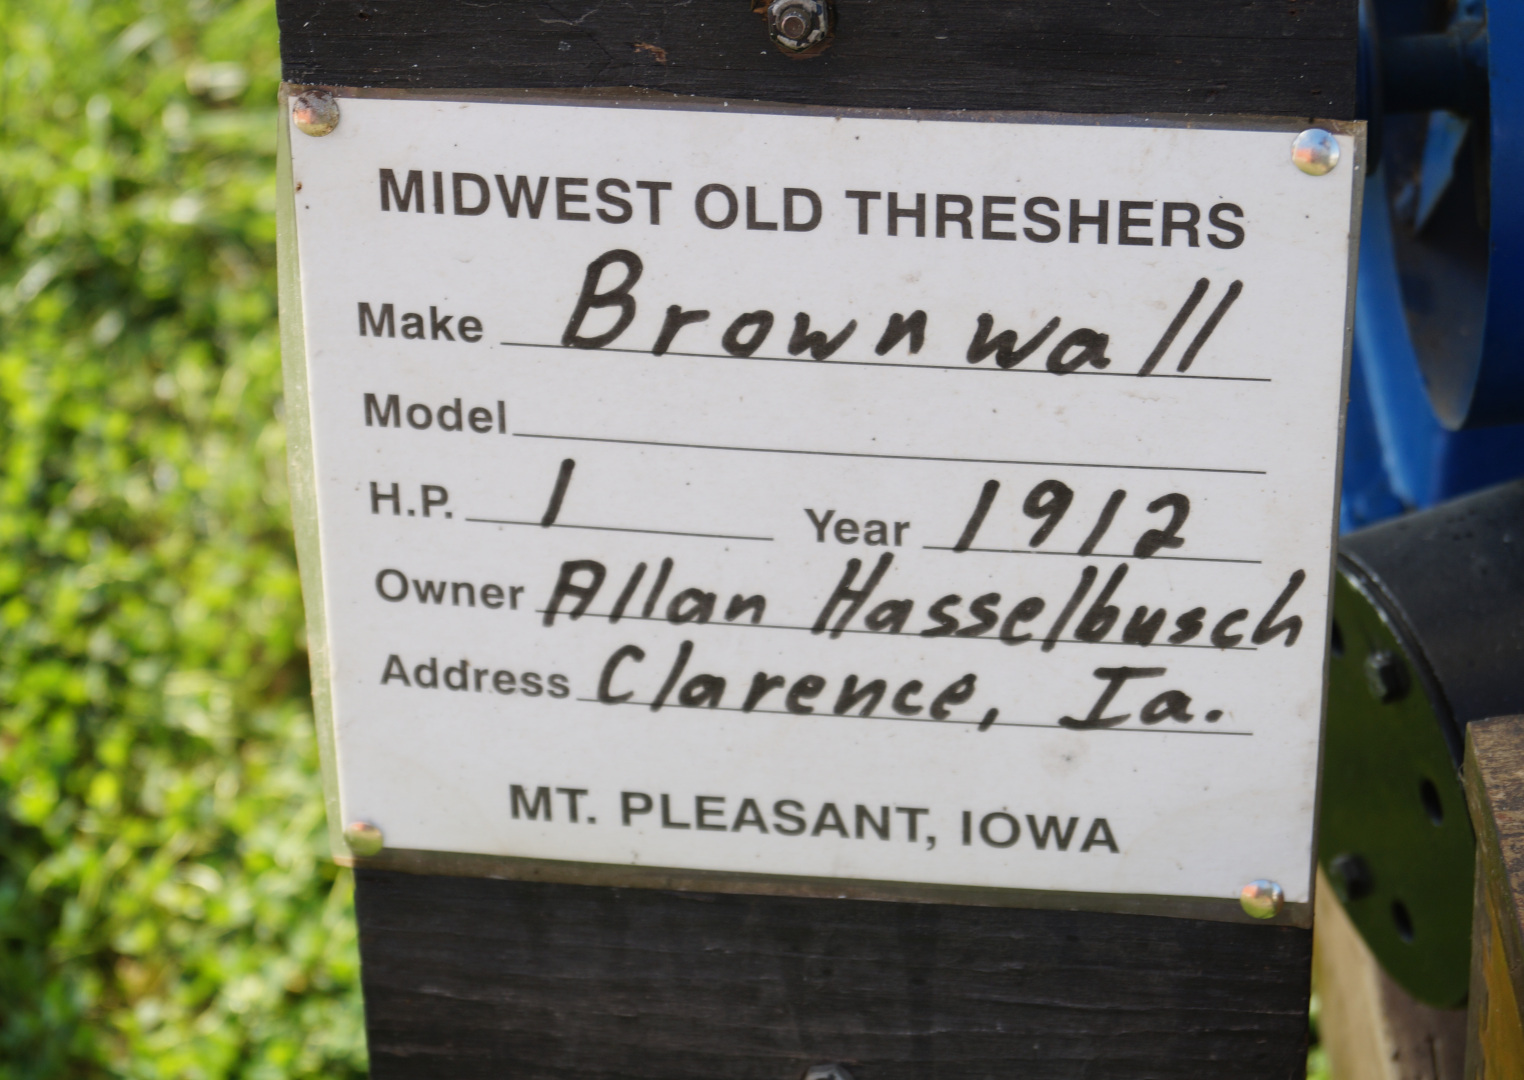 MIDWEST OLD THRESHERS
Make Brownwall
Model
H.P. 1 Year 1912
Owner Allan Hasselbusch
Address Clarence, Ia.
MT. PLEASANT, IOWA